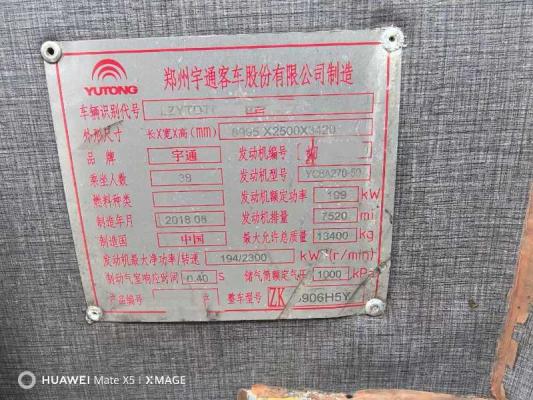 YUTONG
郑州宇通客车股份有限公司制造
车辆识别代号 LZYT
外形尺寸 长X宽X高(mm) 8995X2500X3420
品牌 宇通 发动机编号
乘坐人数 38 发动机型号 YC6A270-50
燃料种类 发动机额定功率 199 kW
制造年月 2018.08 发动机排量 7520 ml
制造国 中国 最大允许总质量 13400 kg
发动机最大净功率/转速 194/2300 kW/(r/min)
制动气室响应时间 0.40 S 储气筒额定气压 1000 kPa
产品编号 整车型号 ZK 6906H5Y
HUAWEI Mate X5 | XMAGE